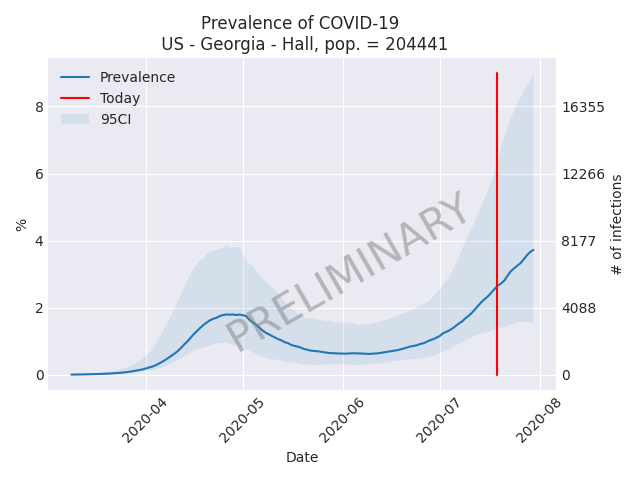 Prevalence of COVID-19
US - Georgia - Hall, pop. = 204441
Prevalence
Today
95CI
PRELIMINARY
%
8
6
4
2
0
16355
12266
8177
4088
0
# of infections
2020-04
2020-05
2020-06
2020-07
2020-08
Date